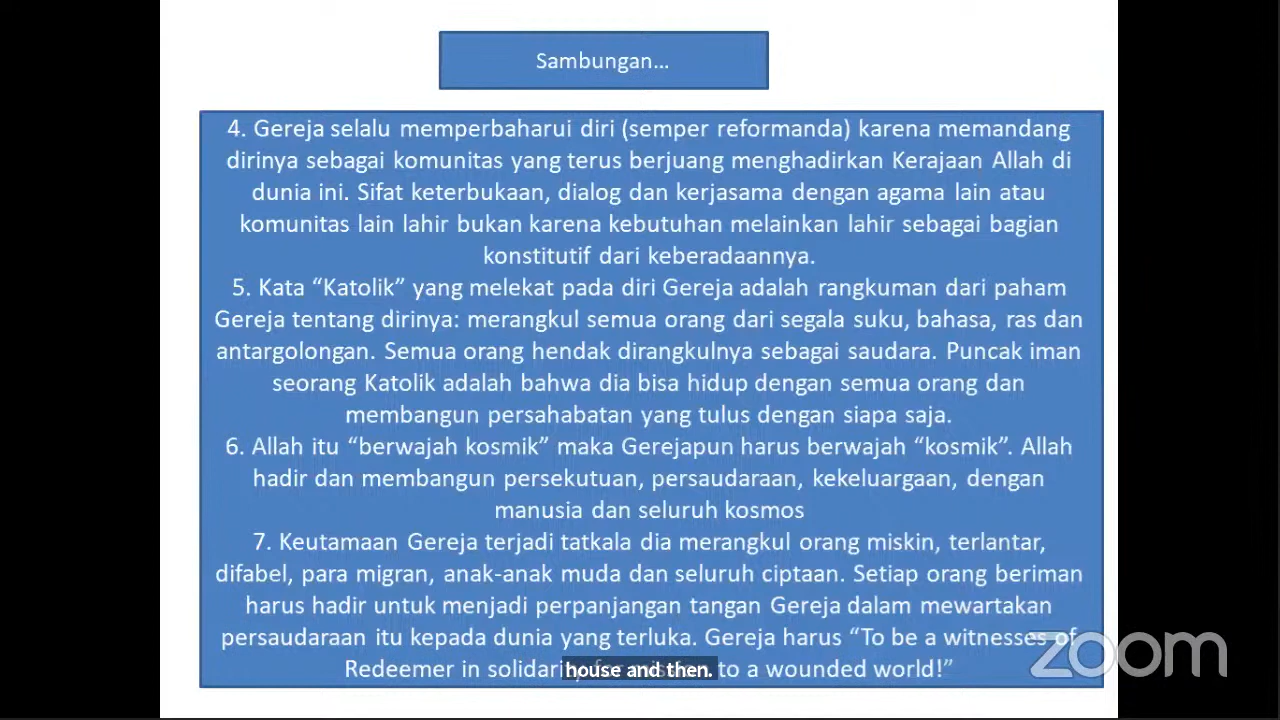 Sambungan...
4. Gereja selalu memperbaharui diri (semper reformanda) karena memandang
dirinya sebagai komunitas yang terus berjuang menghadirkan Kerajaan Allah di
dunia ini. Sifat keterbukaan, dialog dan kerjasama dengan agama lain atau
komunitas lain lahir bukan karena kebutuhan melainkan lahir sebagai bagian
konstitutif dari keberadaannya.
5. Kata “Katolik” yang melekat pada diri Gereja adalah rangkuman dari paham
Gereja tentang dirinya: merangkul semua orang dari segala suku, bahasa, ras dan
antargolongan. Semua orang hendak dirangkulnya sebagai saudara. Puncak iman
seorang Katolik adalah bahwa dia bisa hidup dengan semua orang dan
membangun persahabatan yang tulus dengan siapa saja.
6. Allah itu “berwajah kosmik” maka Gerejapun harus berwajah “kosmik”. Allah
hadir dan membangun persekutuan, persaudaraan, kekeluargaan, dengan
manusia dan seluruh kosmos
7. Keutamaan Gereja terjadi tatkala dia merangkul orang miskin, terlantar,
difabel, para migran, anak-anak muda dan seluruh ciptaan. Setiap orang beriman
harus hadir untuk menjadi perpanjangan tangan Gereja dalam mewartakan
persaudaraan itu kepada dunia yang terluka. Gereja harus “To be a witnesses of
Redeemer in to a wounded world!”
house and then.
zoom